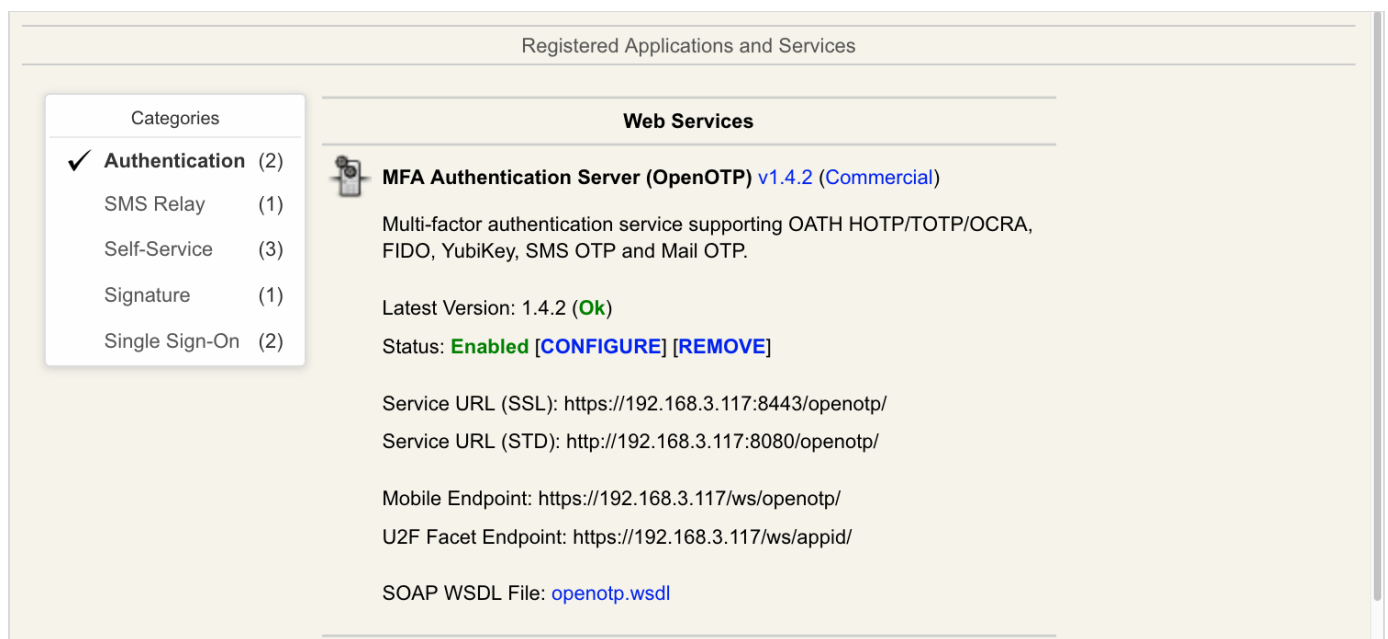 Registered Applications and Services
Categories
Authentication (2)
SMS Relay (1)
Self-Service (3)
Signature (1)
Single Sign-On (2)
Web Services
MFA Authentication Server (OpenOTP) v1.4.2 (Commercial)
Multi-factor authentication service supporting OATH HOTP/TOTP/OCRA,
FIDO, YubiKey, SMS OTP and Mail OTP.
Latest Version: 1.4.2 (Ok)
Status: Enabled [CONFIGURE] [REMOVE]
Service URL (SSL): https://192.168.3.117:8443/openotp/
Service URL (STD): http://192.168.3.117:8080/openotp/
Mobile Endpoint: https://192.168.3.117/ws/openotp/
U2F Facet Endpoint: https://192.168.3.117/ws/appid/
SOAP WSDL File: openotp.wsdl